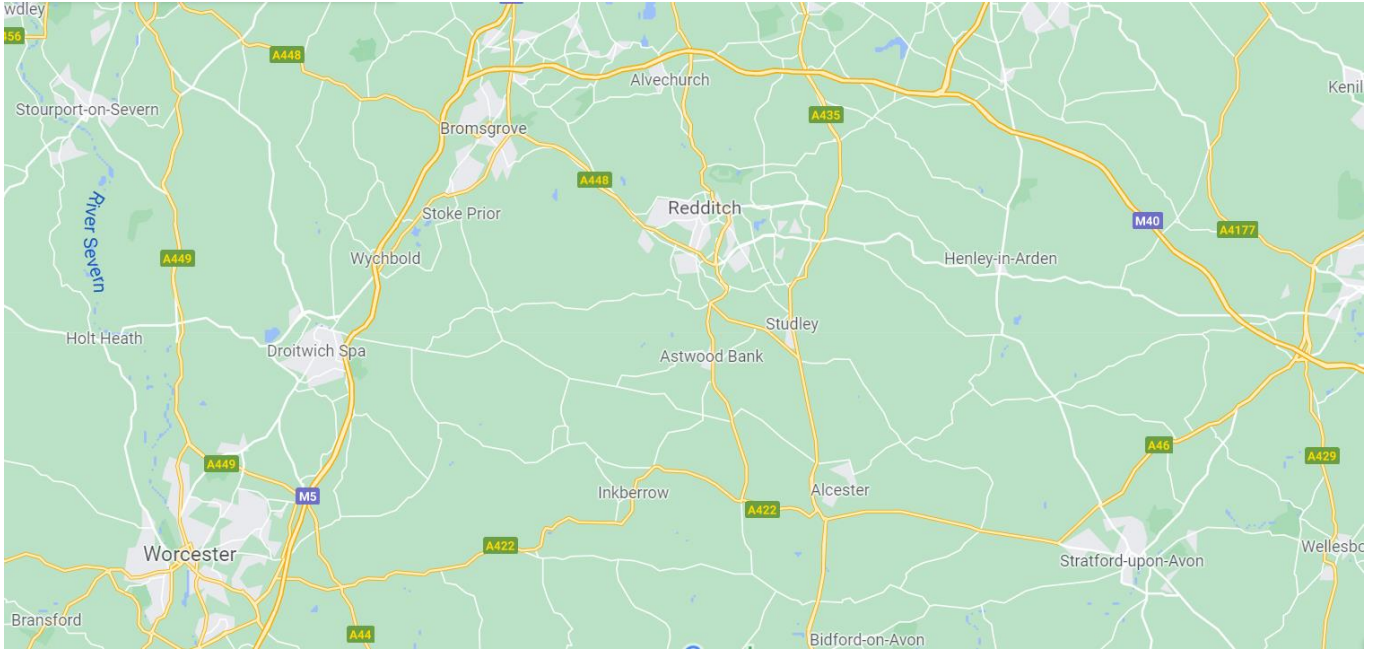 wdley
456
A448
Stourport-on-Severn
Alvechurch
Kenil
A435
Bromsgrove
A448
River Severn
Redditch
Stoke Prior
M40
A4177
A449
Wychbold
Henley-in-Arden
Holt Heath
Studley
Droitwich Spa
Astwood Bank
A46
A429
A449
M5
Inkberrow
Alcester
A422
A422
Worcester
Stratford-upon-Avon
Wellesbo
Bransford
A44
Bidford-on-Avon